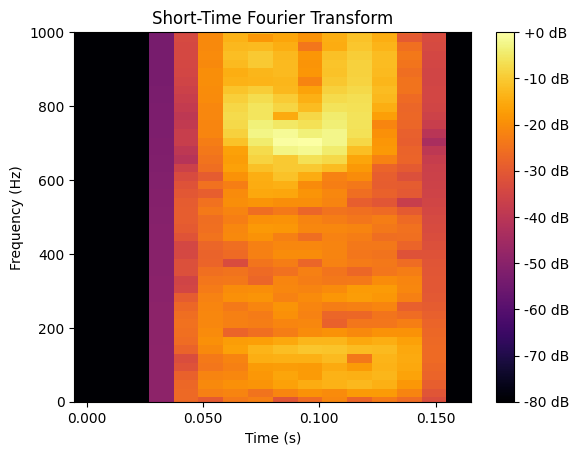 Short-Time Fourier Transform
1000
800
600
400
200
0
Frequency (Hz)
0.000
0.050
0.100
0.150
Time (s)
+0 dB
-10 dB
-20 dB
-30 dB
-40 dB
-50 dB
-60 dB
-70 dB
-80 dB